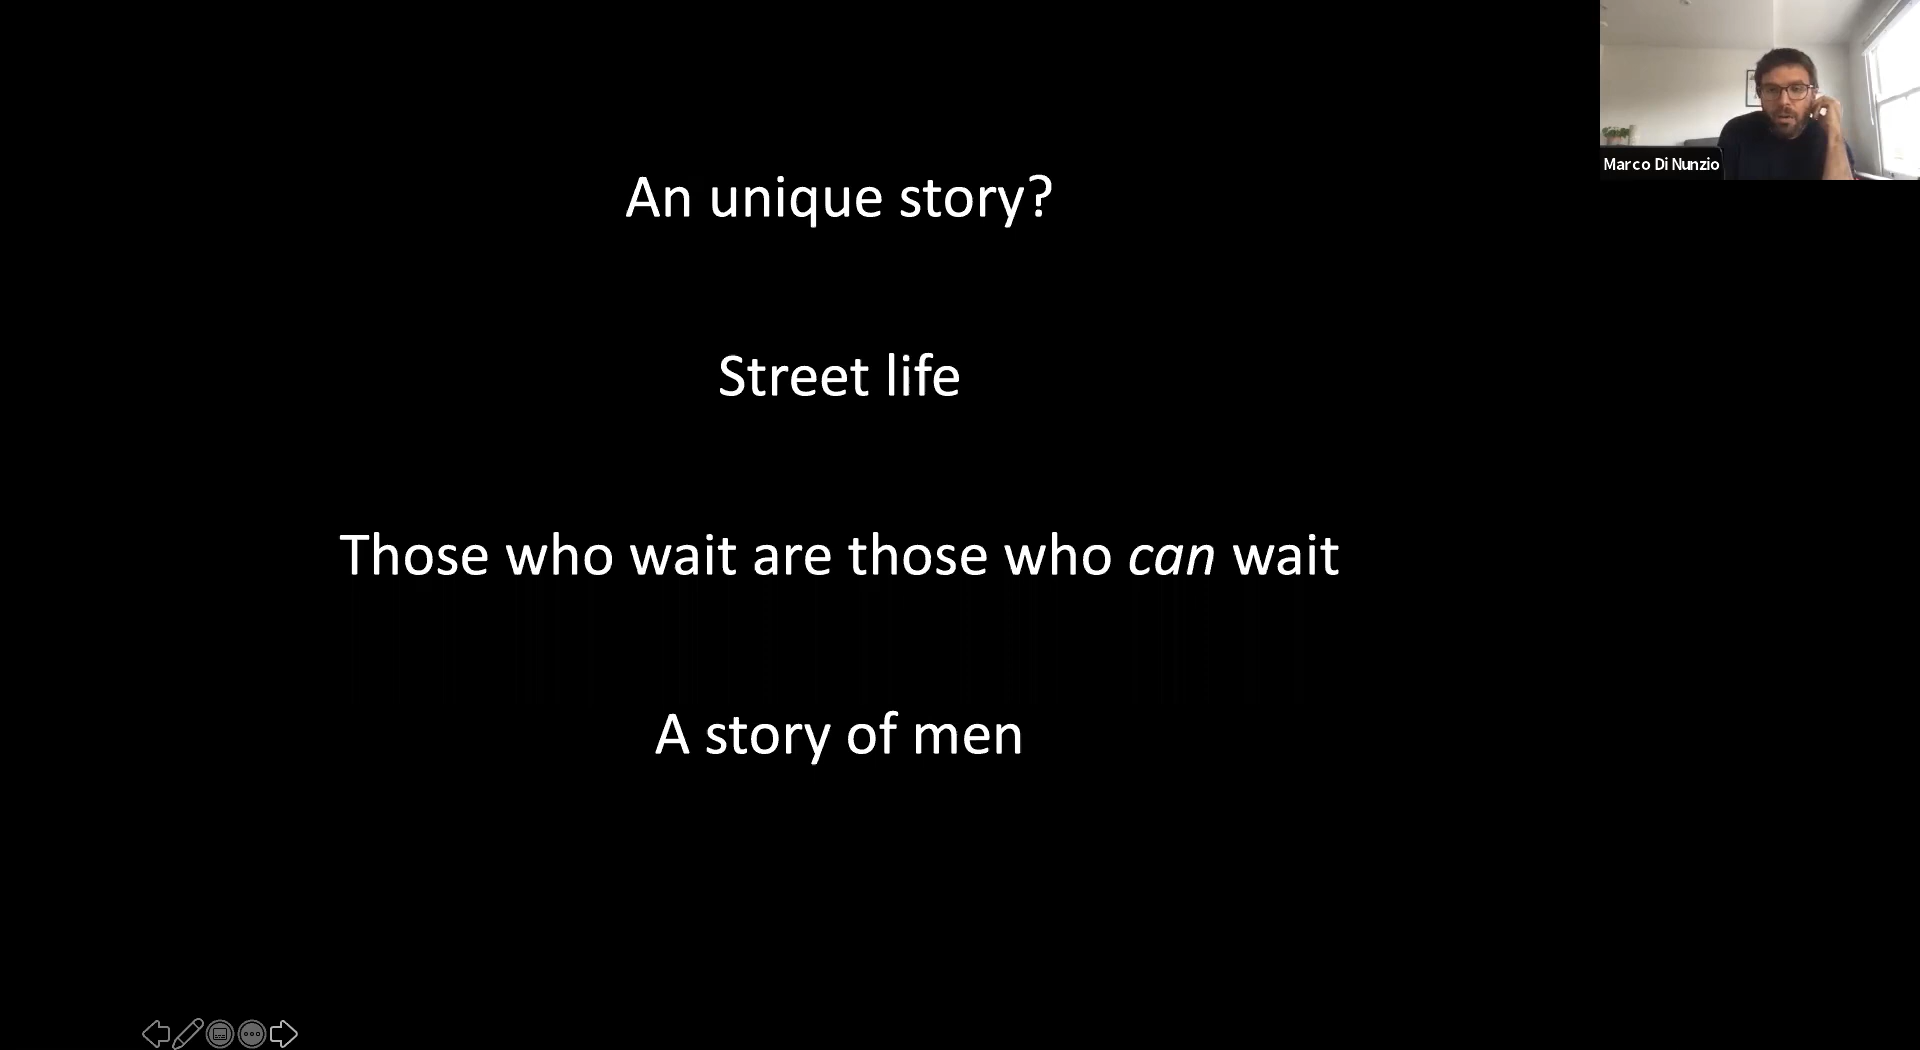 An unique story?
Street life
Those who wait are those who can wait
A story of men
Marco Di Nunzio